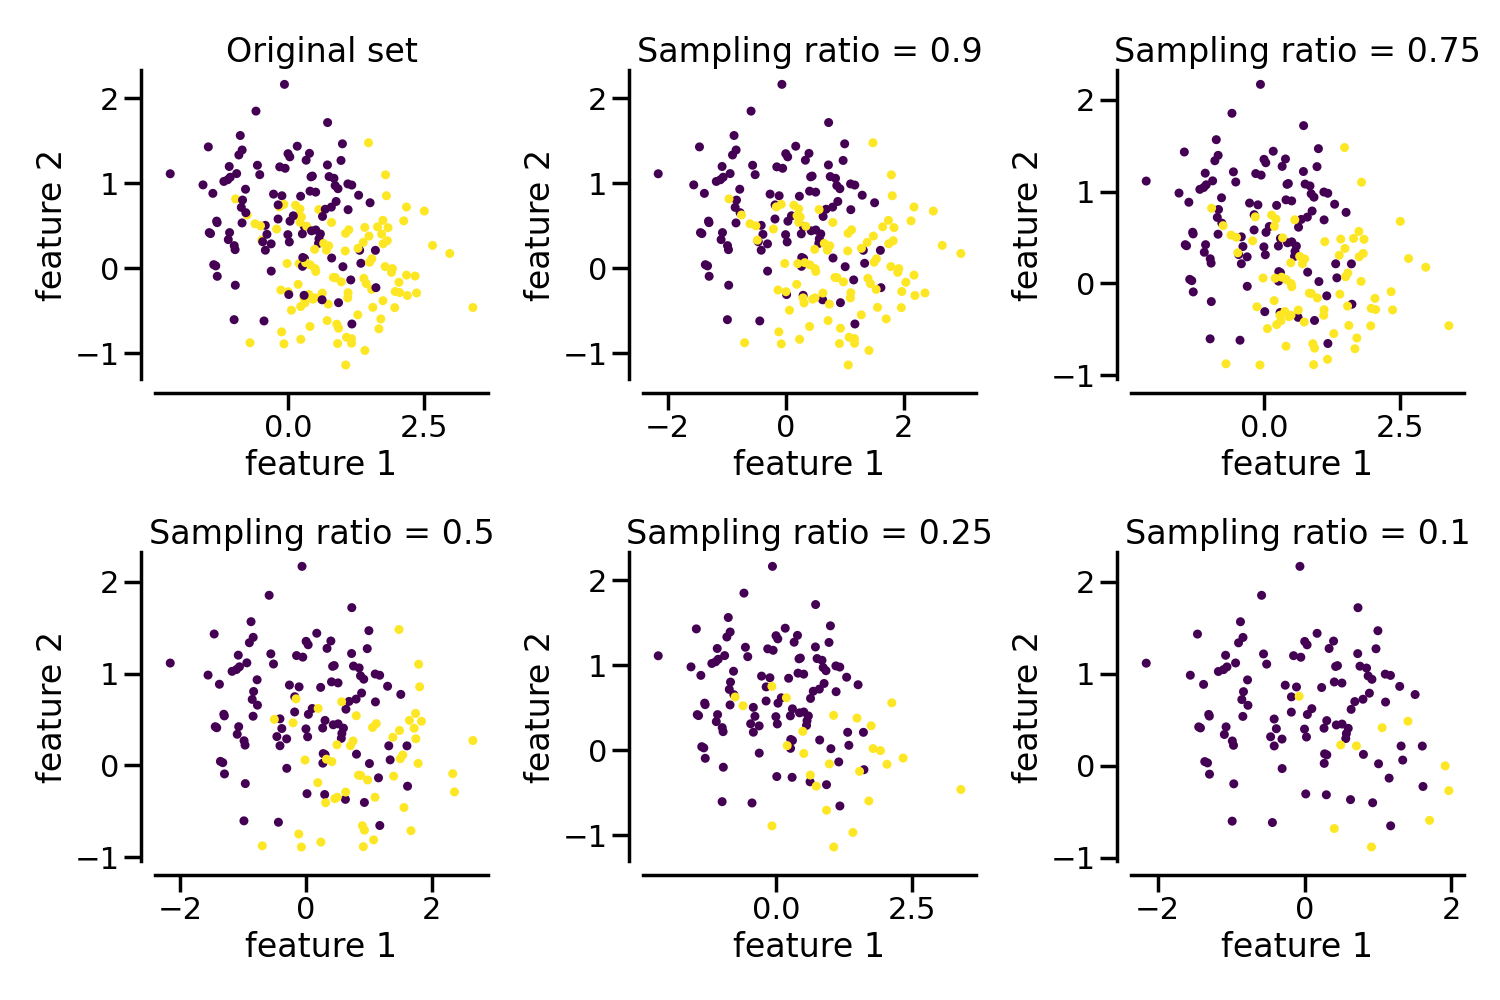 Original set
Sampling ratio = 0.9
Sampling ratio = 0.75
2
1
0
−1
feature 2
0.0
2.5
feature 1
2
1
0
−1
feature 2
−2
0
2
feature 1
2
1
0
−1
feature 2
0.0
2.5
feature 1
Sampling ratio = 0.5
Sampling ratio = 0.25
Sampling ratio = 0.1
2
1
0
−1
feature 2
−2
0
2
feature 1
2
1
0
−1
feature 2
0.0
2.5
feature 1
2
1
0
−1
feature 2
−2
0
2
feature 1